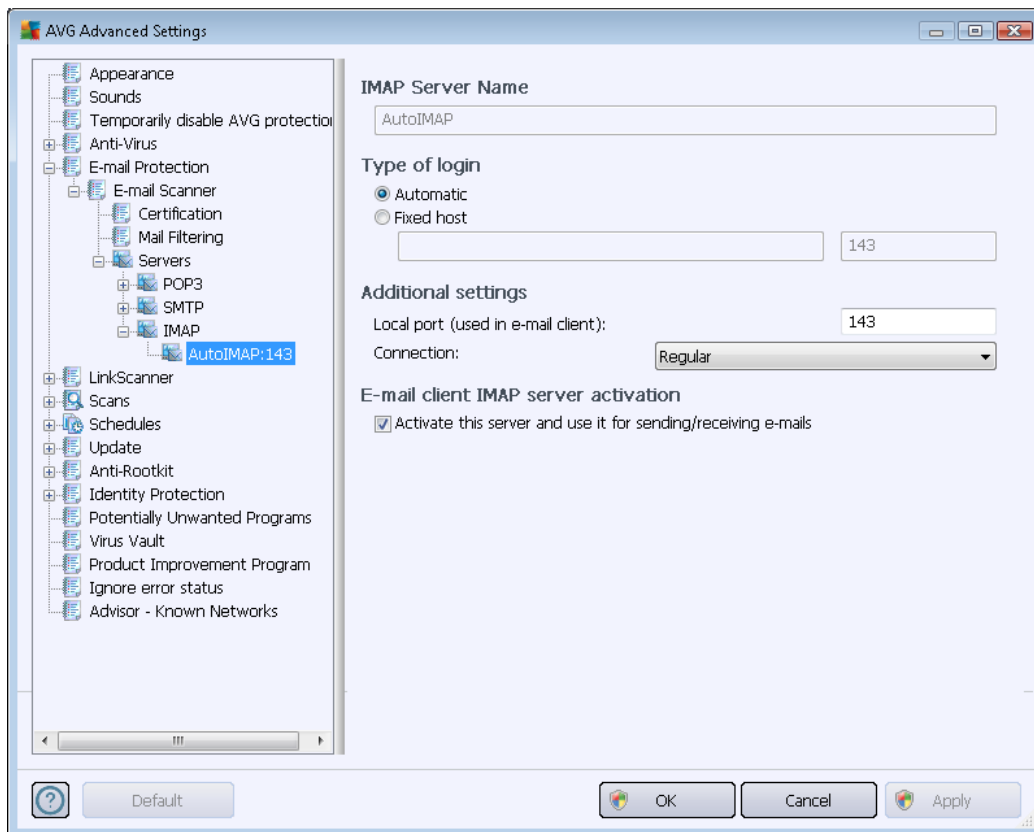 AVG Advanced Settings
Appearance
Sounds
Temporarily disable AVG protection
Anti-Virus
E-mail Protection
E-mail Scanner
Certification
Mail Filtering
Servers
POP3
SMTP
IMAP
AutoIMAP:143
LinkScanner
Scans
Schedules
Update
Anti-Rootkit
Identity Protection
Potentially Unwanted Programs
Virus Vault
Product Improvement Program
Ignore error status
Advisor - Known Networks
IMAP Server Name
AutoIMAP
Type of login
Automatic
Fixed host
143
Additional settings
Local port (used in e-mail client): 143
Connection: Regular
E-mail client IMAP server activation
Activate this server and use it for sending/receiving e-mails
? Default OK Cancel Apply